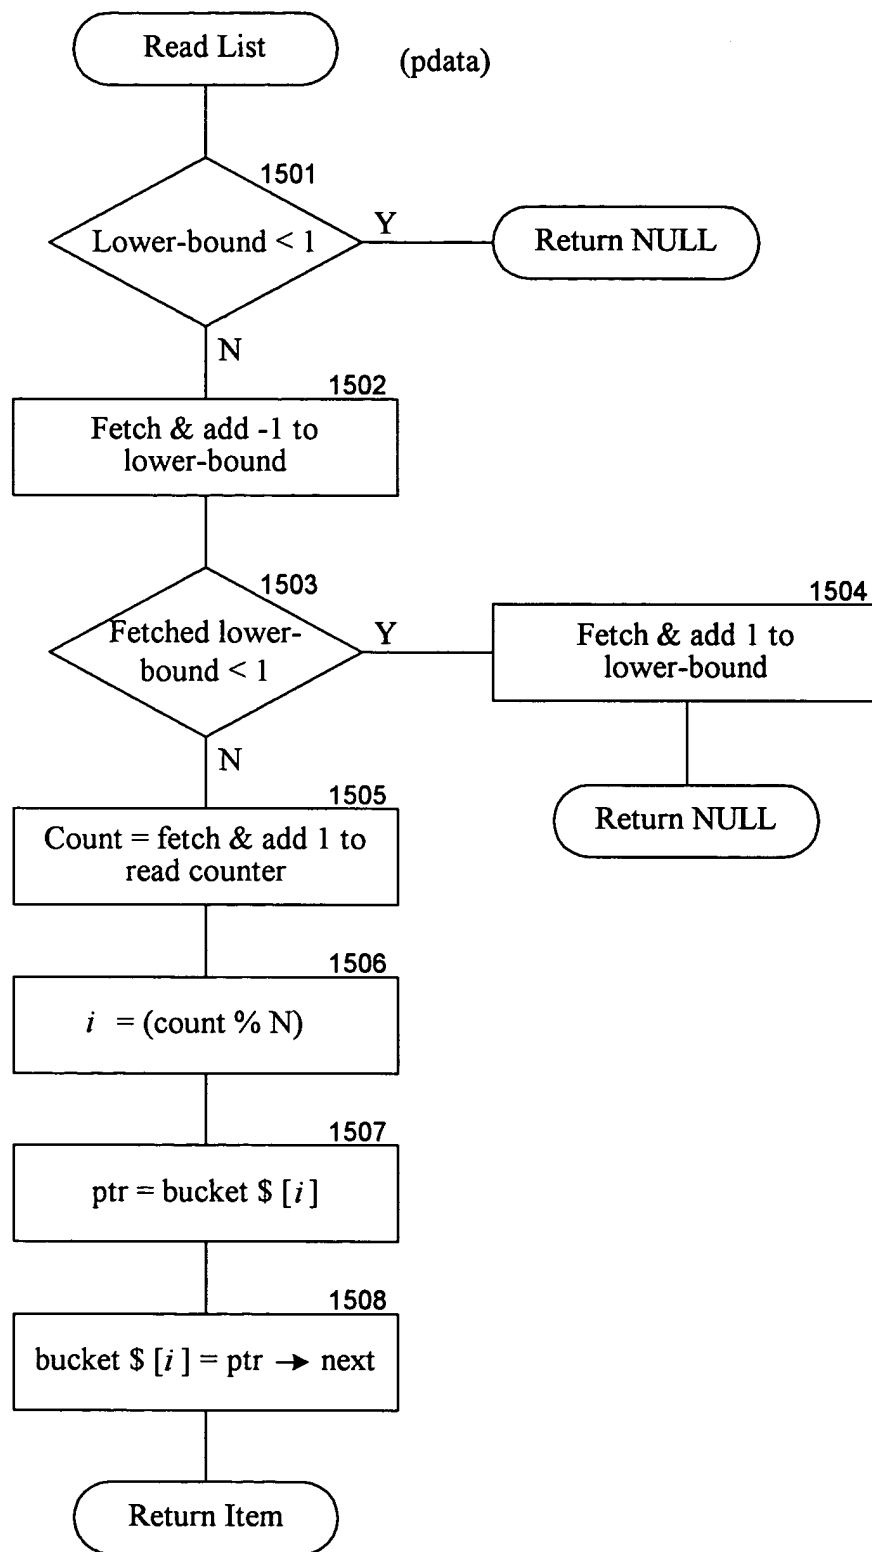 Read List
(pdata)
1501
Lower-bound < 1
Y
Return NULL
N
1502
Fetch & add -1 to
lower-bound
1503
Fetched lower-
bound < 1
Y
1504
Fetch & add 1 to
lower-bound
N
Return NULL
1505
Count = fetch & add 1 to
read counter
1506
i = (count % N)
1507
ptr = bucket $ [i]
1508
bucket $ [i] = ptr → next
Return Item